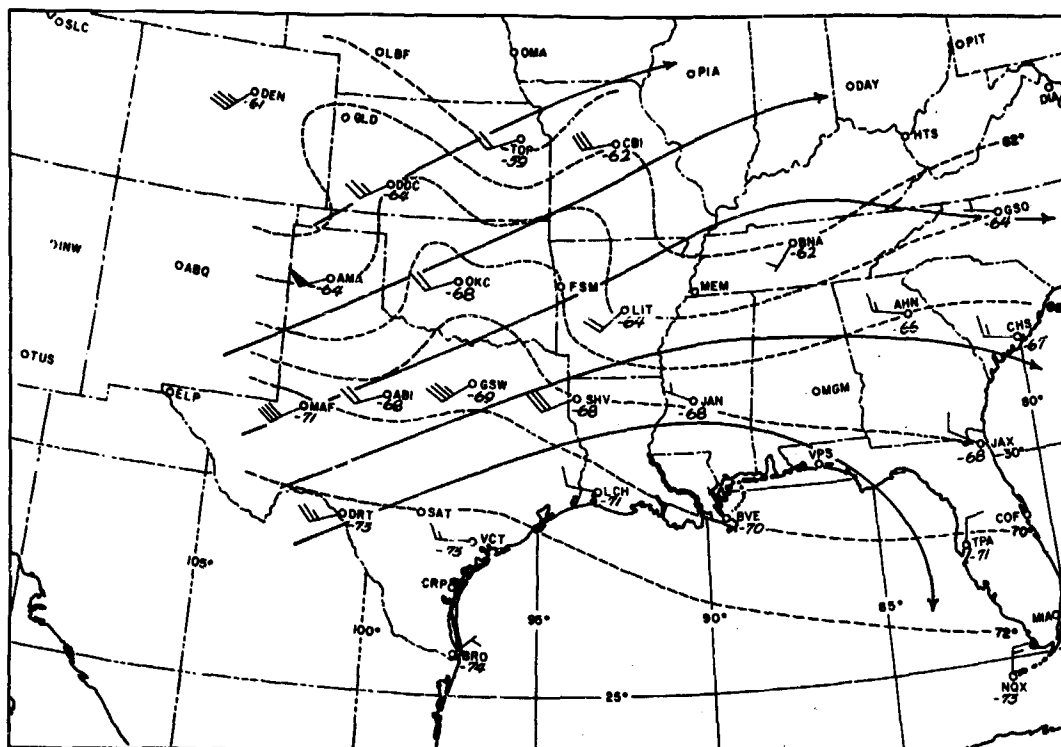 SLC
LBF
OMA
PIT
PIA
DAY
DIA
DEN
-61
GLD
TOP
-59
CBI
-62
HTS
62°
DDC
-64
GSO
-64
INW
ABQ
AMA
-64
OKC
-68
FSM
BNA
-62
MEM
LIT
-64
AHN
-65
CHS
-67
TUS
ELP
MAF
-71
ABI
-68
GSW
-69
SHV
-68
JAN
-68
MGM
80°
JAX
-68
30°
VPS
DRT
-73
SAT
VCT
-73
LCH
-71
BVE
-70
COF
70°
TPA
-71
105°
CRP
95°
90°
85°
100°
72°
MIA
BRO
-74
25°
NQX
-73